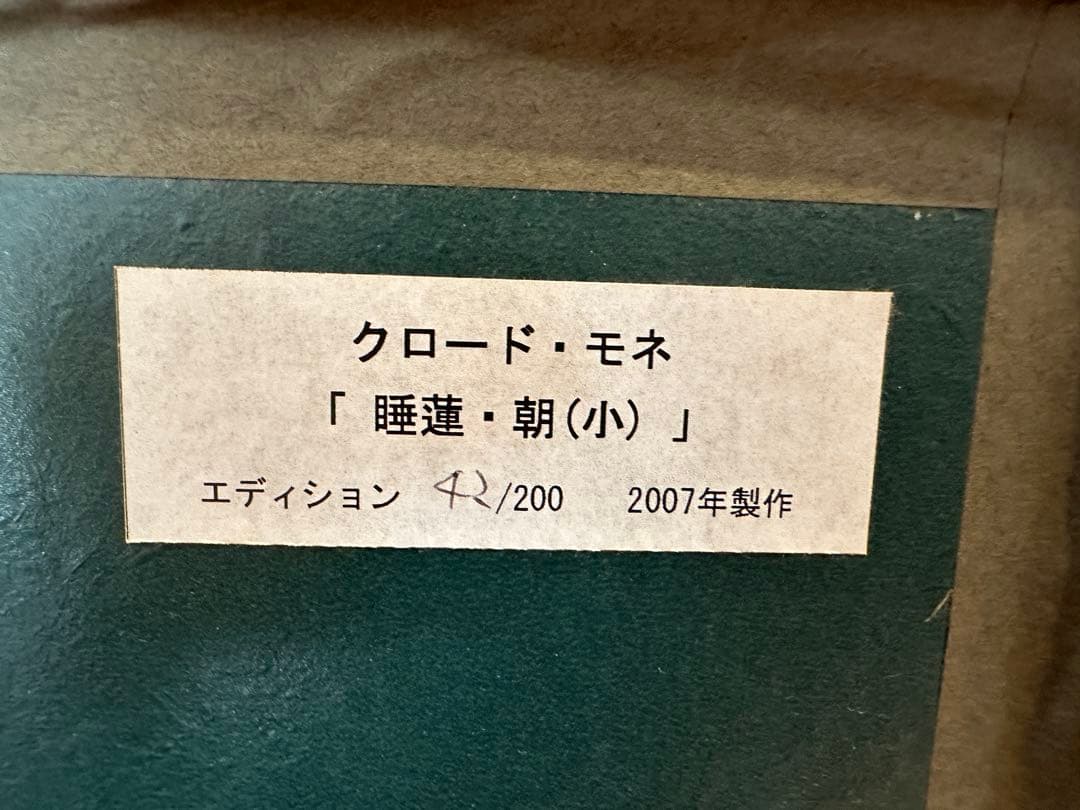 クロード・モネ
「 睡蓮・朝(小) 」
エディション 42/200 2007年製作